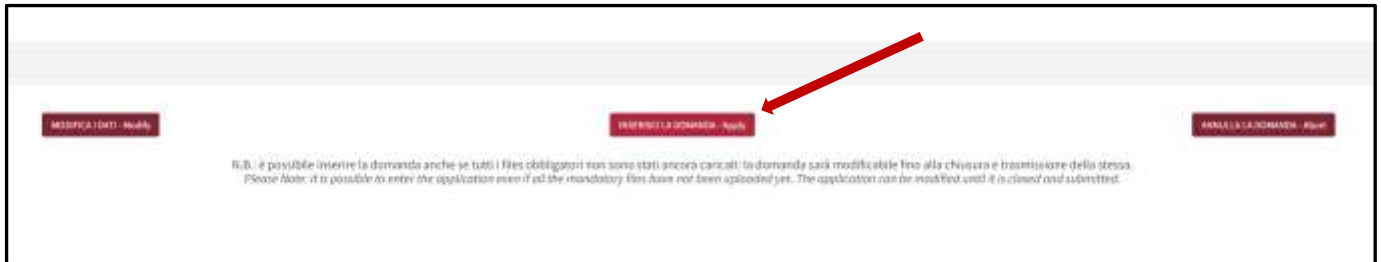 MODIFICA I DATI - Modify
INSERISCI LA DOMANDA - Apply
ANNULLA LA DOMANDA - Abort
N.B.: è possibile inserire la domanda anche se tutti i files obbligatori non sono stati ancora caricati: la domanda sarà modificabile fino alla chiusura e trasmissione della stessa.
Please Note: it is possible to enter the application even if all the mandatory files have not been uploaded yet. The application can be modified until it is closed and submitted.